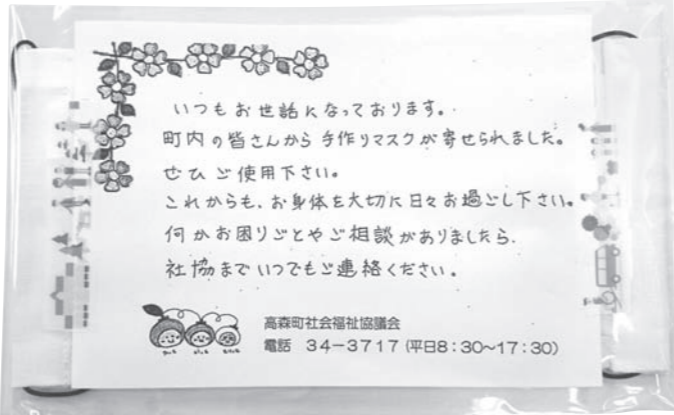 いつもお世話になっております。
町内の皆さんから手作りマスクが寄せられました。
ぜひご使用下さい。
これからも、お身体を大切に日々お過ごし下さい。
何かお困りごとやご相談がありましたら、
社協までいつでもご連絡ください。
高森町社会福祉協議会
電話 34-3717(平日8:30~17:30)